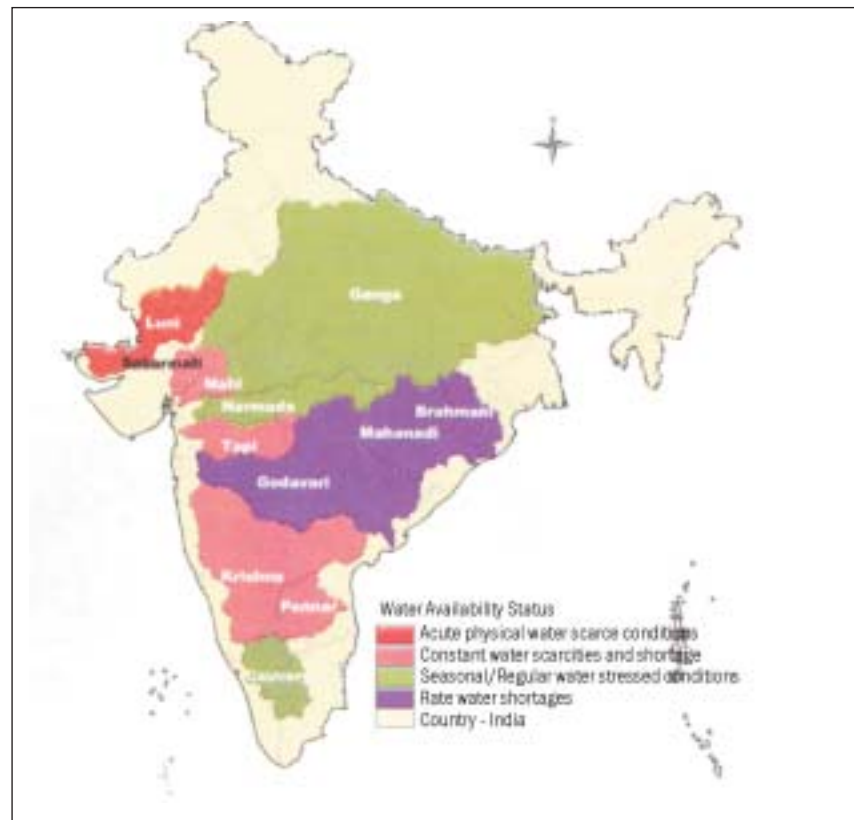 Ganga
Luni
Sabarmati
Mahi
Narmada
Brahmani
Mahanadi
Tapi
Godavari
Krishna
Pennar
Cauvery
Water Availability Status
Acute physical water scarce conditions
Constant water scarcities and shortage
Seasonal/Regular water stressed conditions
Rate water shortages
Country - India